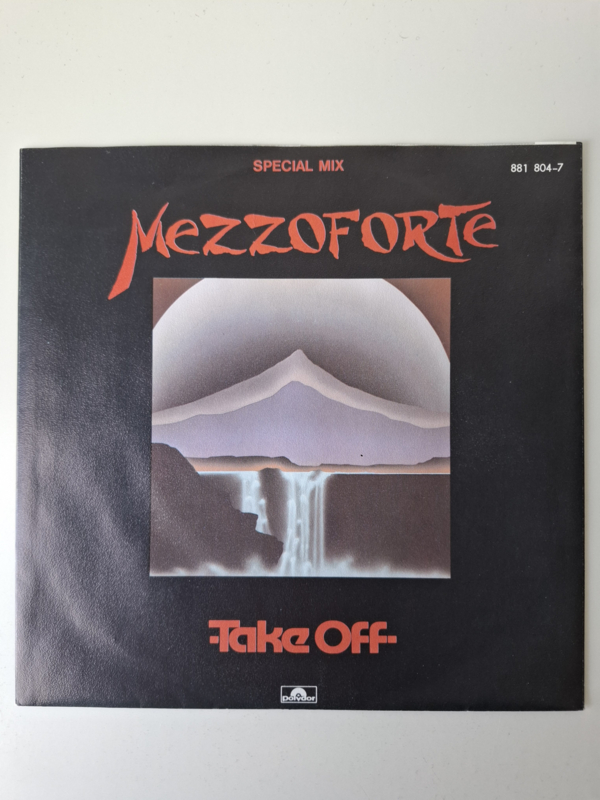 SPECIAL MIX
881 804-7
MEZZOFORTE
-Take Off-
polydor